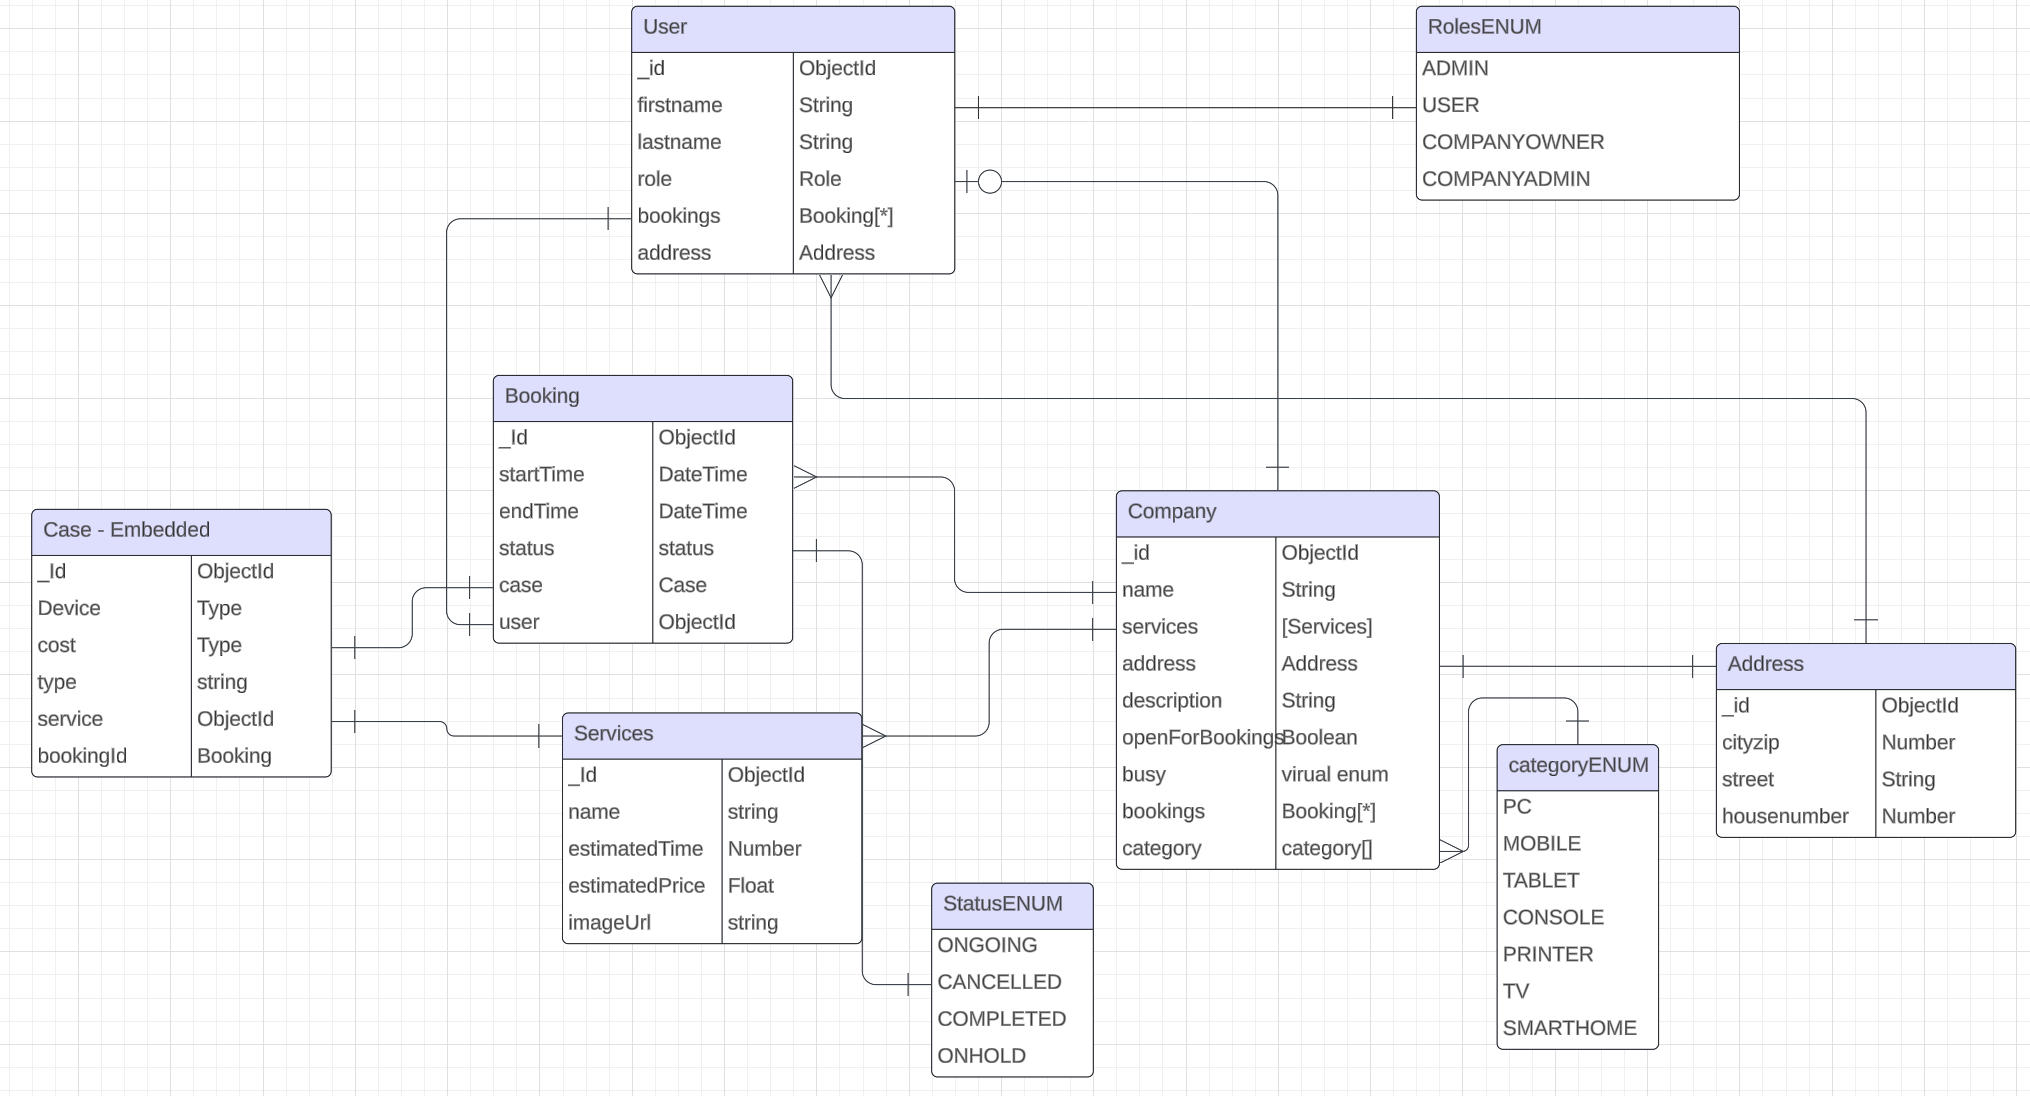 User
_id ObjectId
firstname String
lastname String
role Role
bookings Booking[*]
address Address
RolesENUM
ADMIN
USER
COMPANYOWNER
COMPANYADMIN
Booking
_Id ObjectId
startTime DateTime
endTime DateTime
status status
case Case
user ObjectId
Case - Embedded
_Id ObjectId
Device Type
cost Type
type string
service ObjectId
bookingId Booking
Services
_Id ObjectId
name string
estimatedTime Number
estimatedPrice Float
imageUrl string
Company
_id ObjectId
name String
services [Services]
address Address
description String
openForBookings Boolean
busy virual enum
bookings Booking[*]
category category[]
Address
_id ObjectId
cityzip Number
street String
housenumber Number
categoryENUM
PC
MOBILE
TABLET
CONSOLE
PRINTER
TV
SMARTHOME
StatusENUM
ONGOING
CANCELLED
COMPLETED
ONHOLD